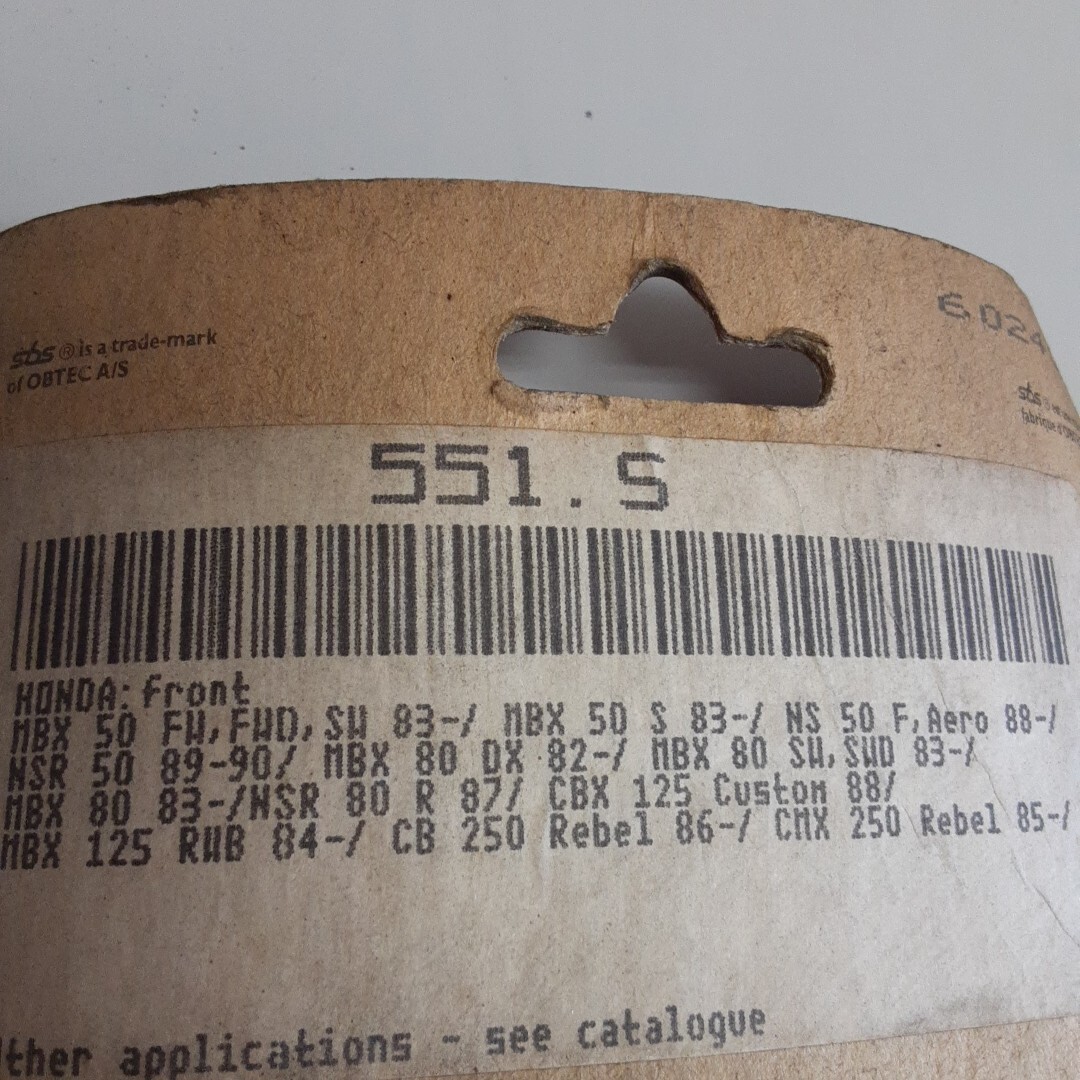 6,024
sbs ® is a trade-mark
of OBTEC A/S
sbs
fabrique
551. S
HONDA: Front
MBX 50 FW,FWD,SW 83-/ MBX 50 S 83-/ NS 50 F,Aero 88-/
NSR 50 89-90/ MBX 80 DX 82-/ MBX 80 SW,SWD 83-/
MBX 80 83-/NSR 80 R 87/ CBX 125 Custom 88/
MBX 125 RWB 84-/ CB 250 Rebel 86-/ CMX 250 Rebel 85-/
ther applications - see catalogue